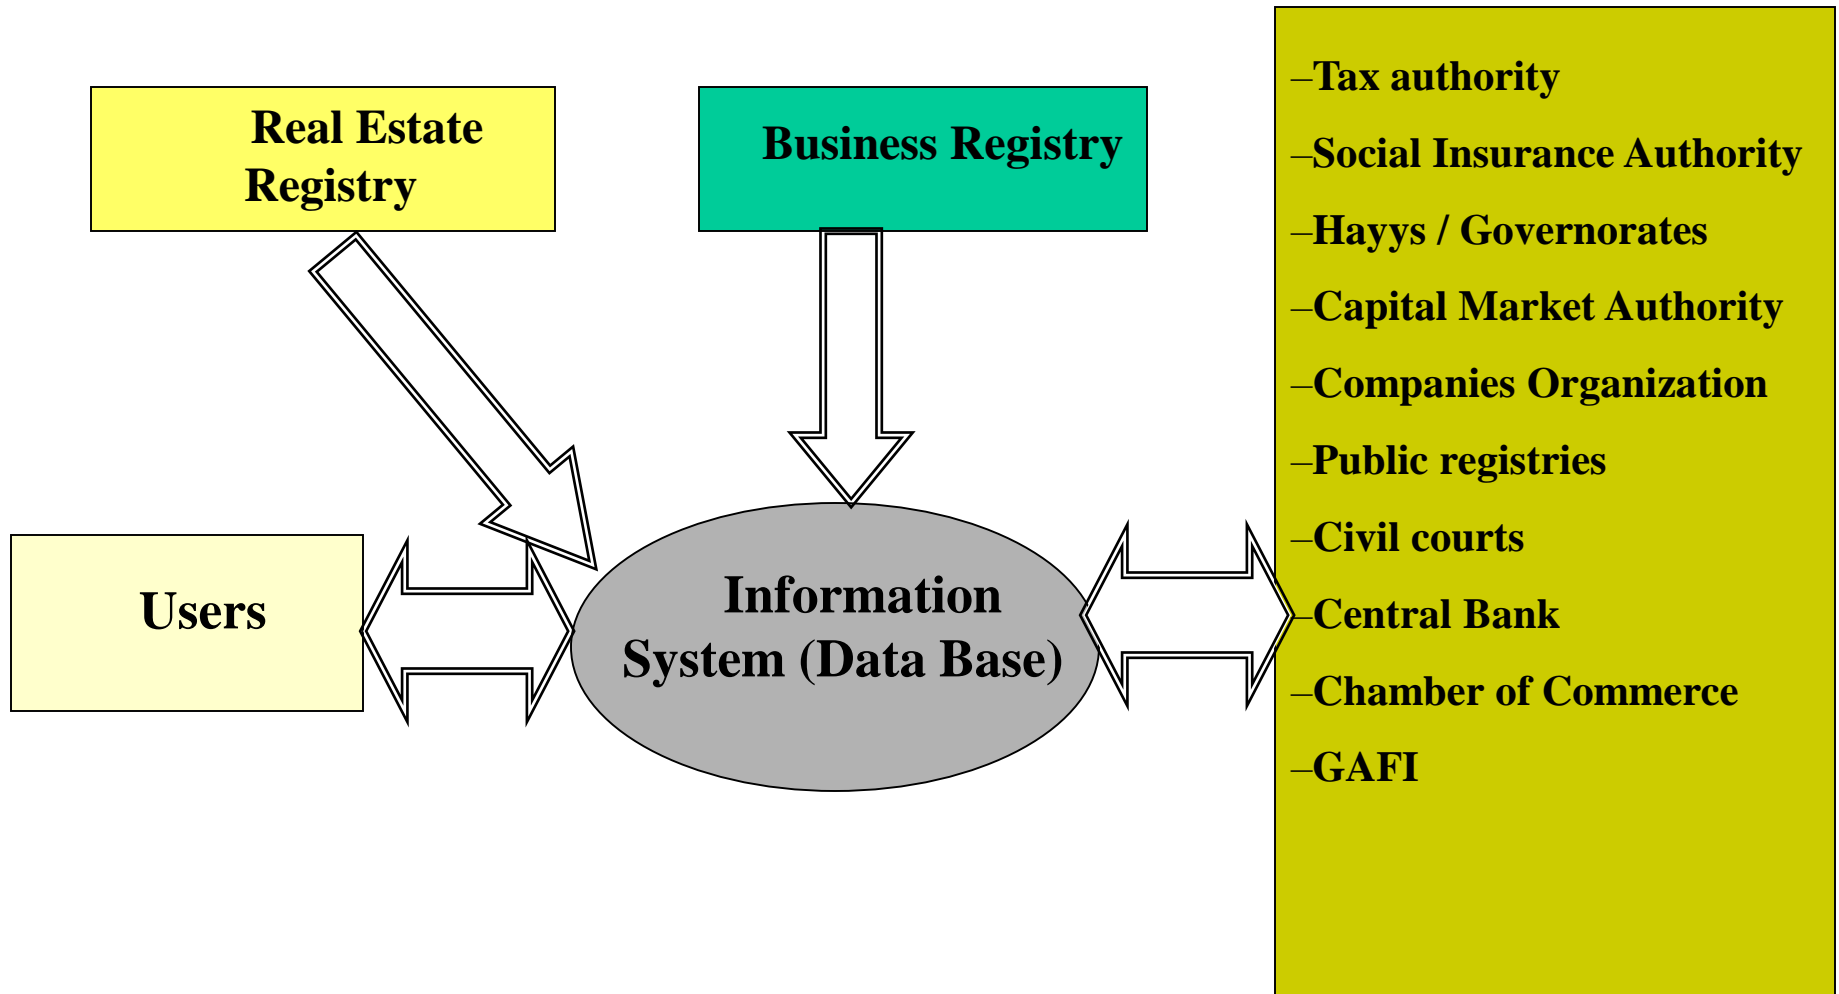 Real Estate
Registry
Business Registry
Users
Information
System (Data Base)
–Tax authority
–Social Insurance Authority
–Hayys / Governorates
–Capital Market Authority
–Companies Organization
–Public registries
–Civil courts
–Central Bank
–Chamber of Commerce
–GAFI